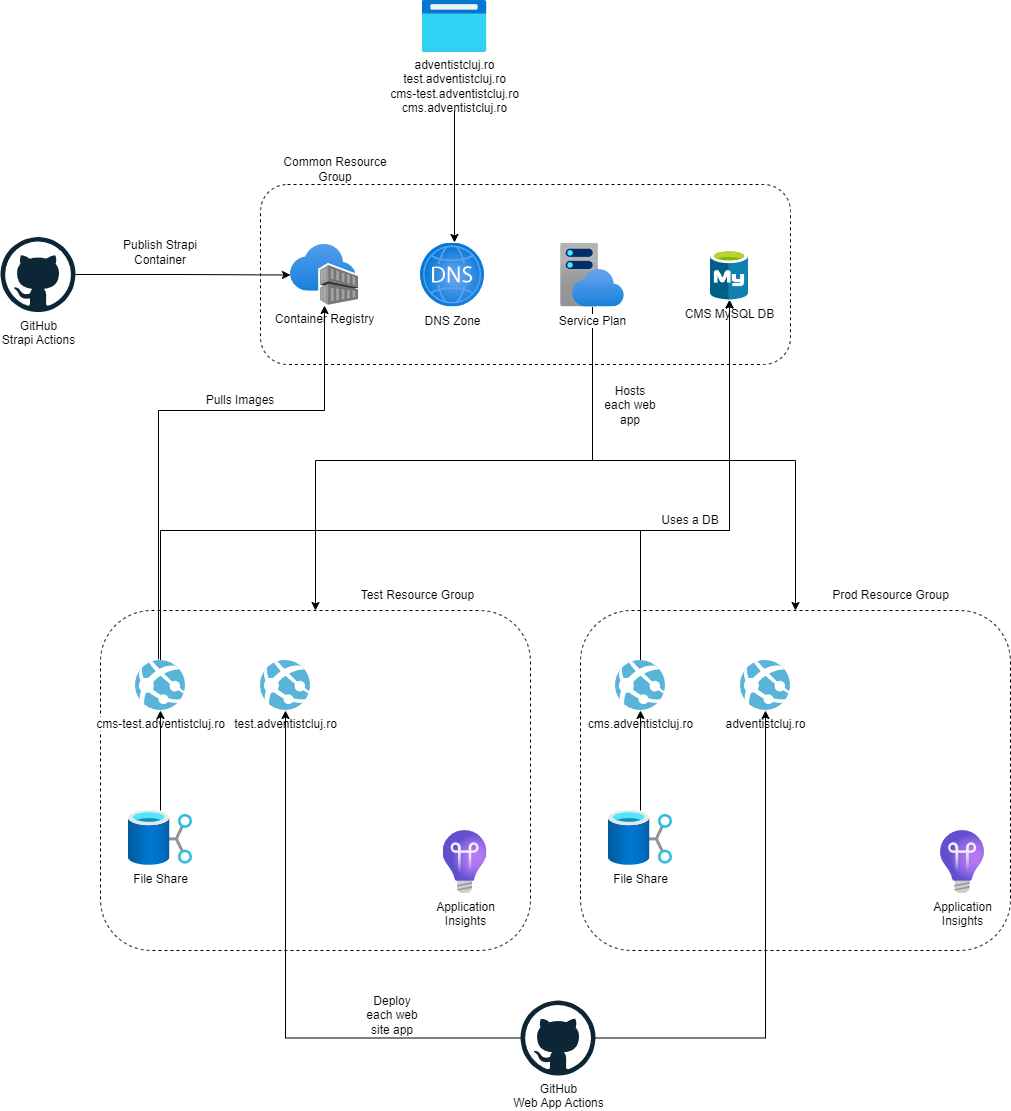 adventistcluj.ro
test.adventistcluj.ro
cms-test.adventistcluj.ro
cms.adventistcluj.ro
Common Resource
Group
Publish Strapi
Container
DNS
My
GitHub
Strapi Actions
Container Registry
DNS Zone
Service Plan
CMS MySQL DB
Pulls Images
Hosts
each web
app
Uses a DB
Test Resource Group
Prod Resource Group
cms-test.adventistcluj.ro
test.adventistcluj.ro
cms.adventistcluj.ro
adventistcluj.ro
File Share
File Share
Application
Insights
Application
Insights
Deploy
each web
site app
GitHub
Web App Actions